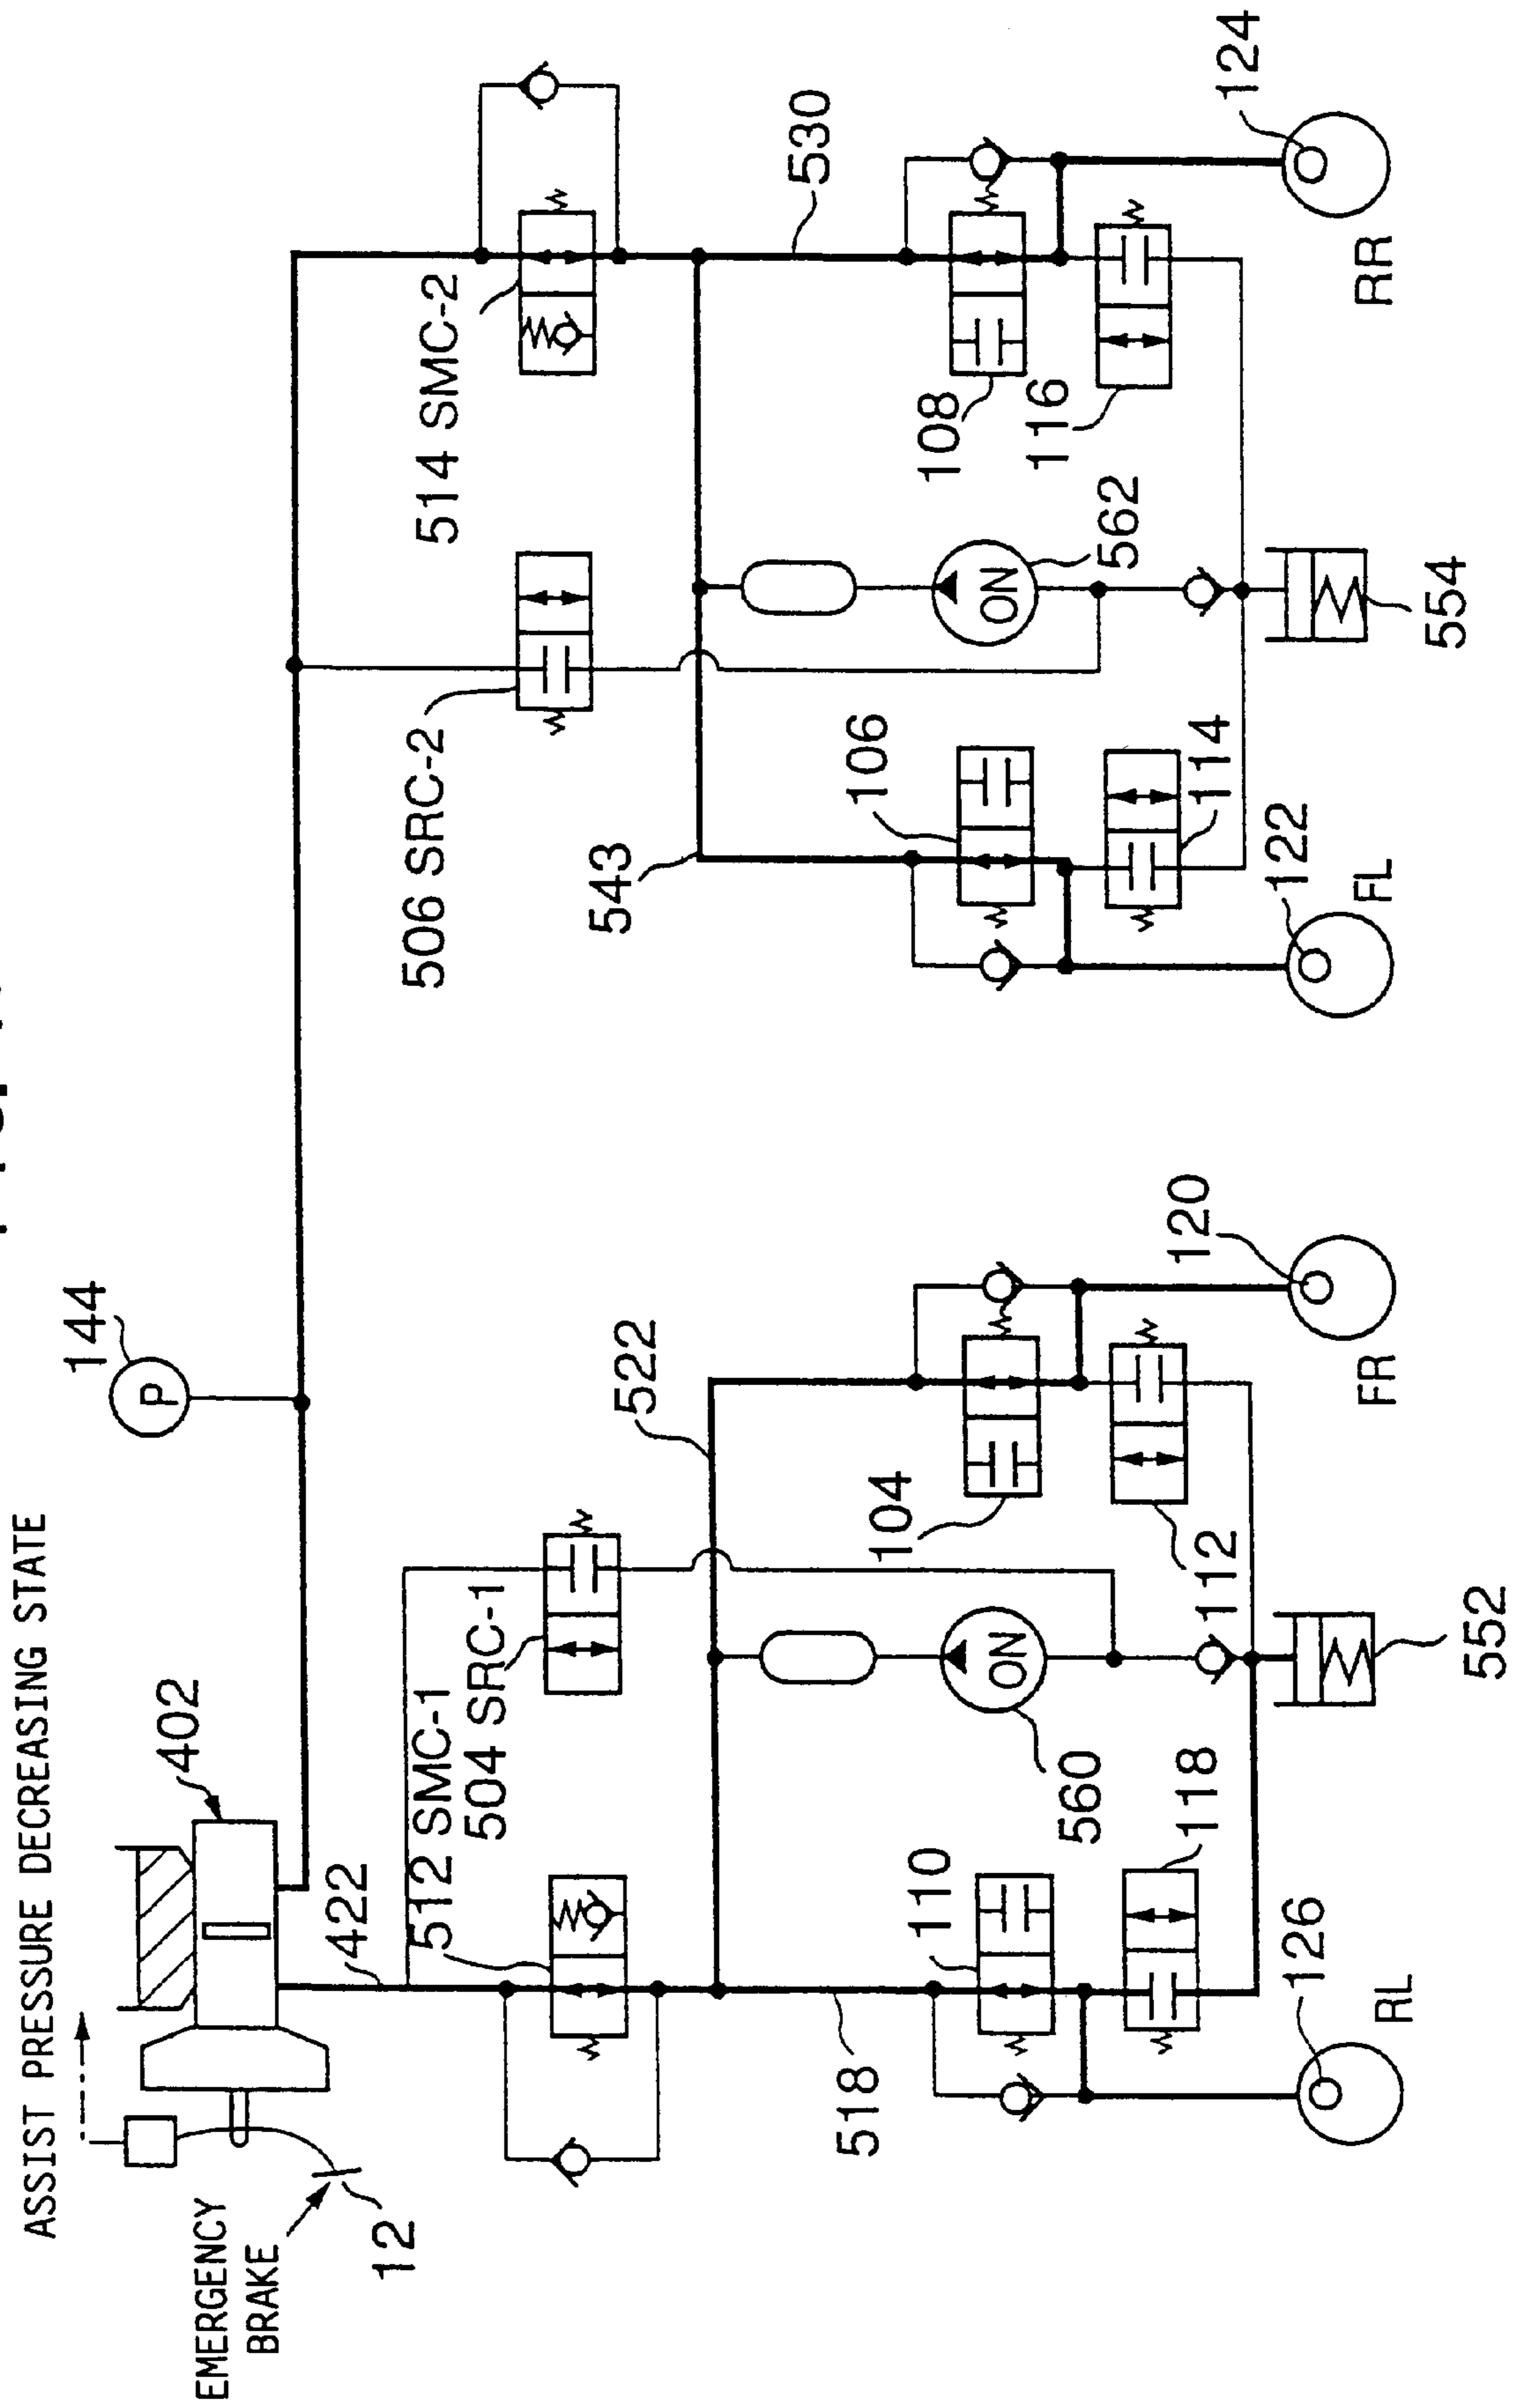 ASSIST PRESSURE DECREASING STATE
EMERGENCY
BRAKE
12
402
422
144
P
512 SMC-1
504 SRC-1
506 SRC-2
514 SMC-2
518
522
543
530
110
104
106
108
560
ON
562
ON
118
112
114
116
126
RL
552
120
FR
122
FL
554
124
RR